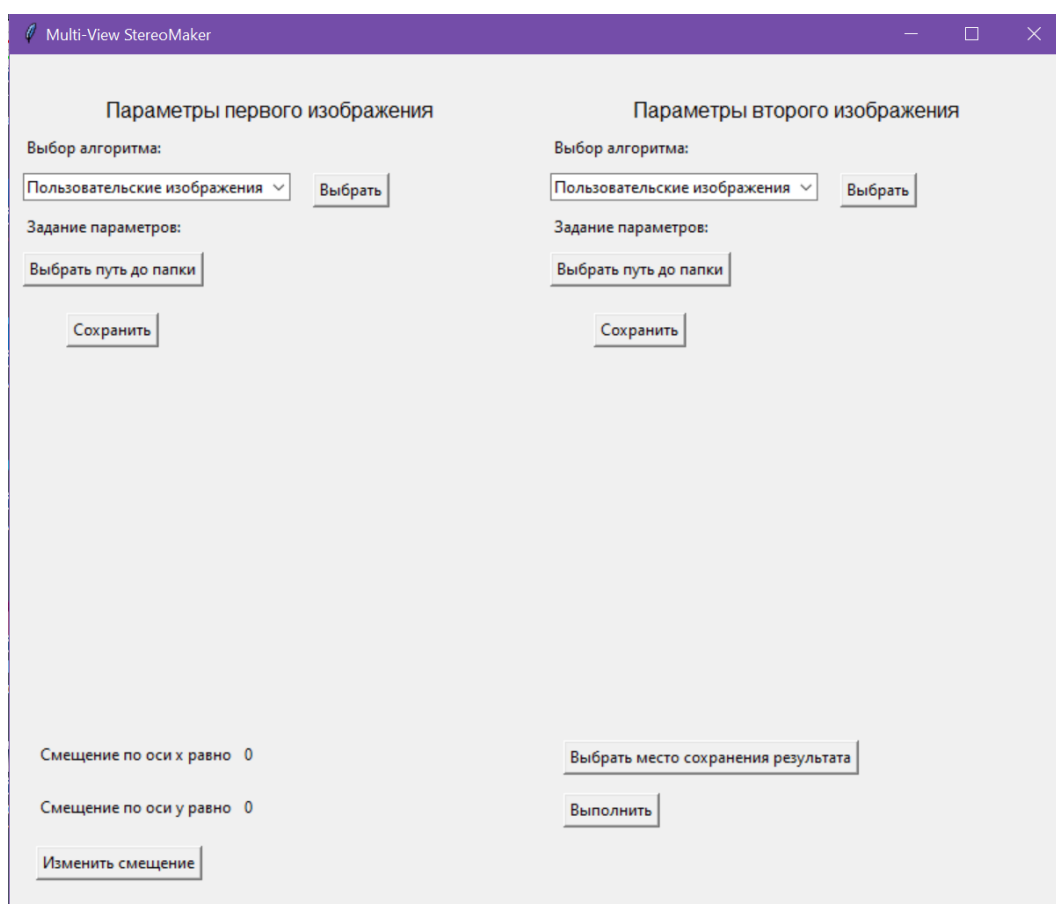 Multi-View StereoMaker
Параметры первого изображения
Выбор алгоритма:
Пользовательские изображения
Выбрать
Задание параметров:
Выбрать путь до папки
Сохранить
Параметры второго изображения
Выбор алгоритма:
Пользовательские изображения
Выбрать
Задание параметров:
Выбрать путь до папки
Сохранить
Смещение по оси x равно 0
Смещение по оси y равно 0
Изменить смещение
Выбрать место сохранения результата
Выполнить